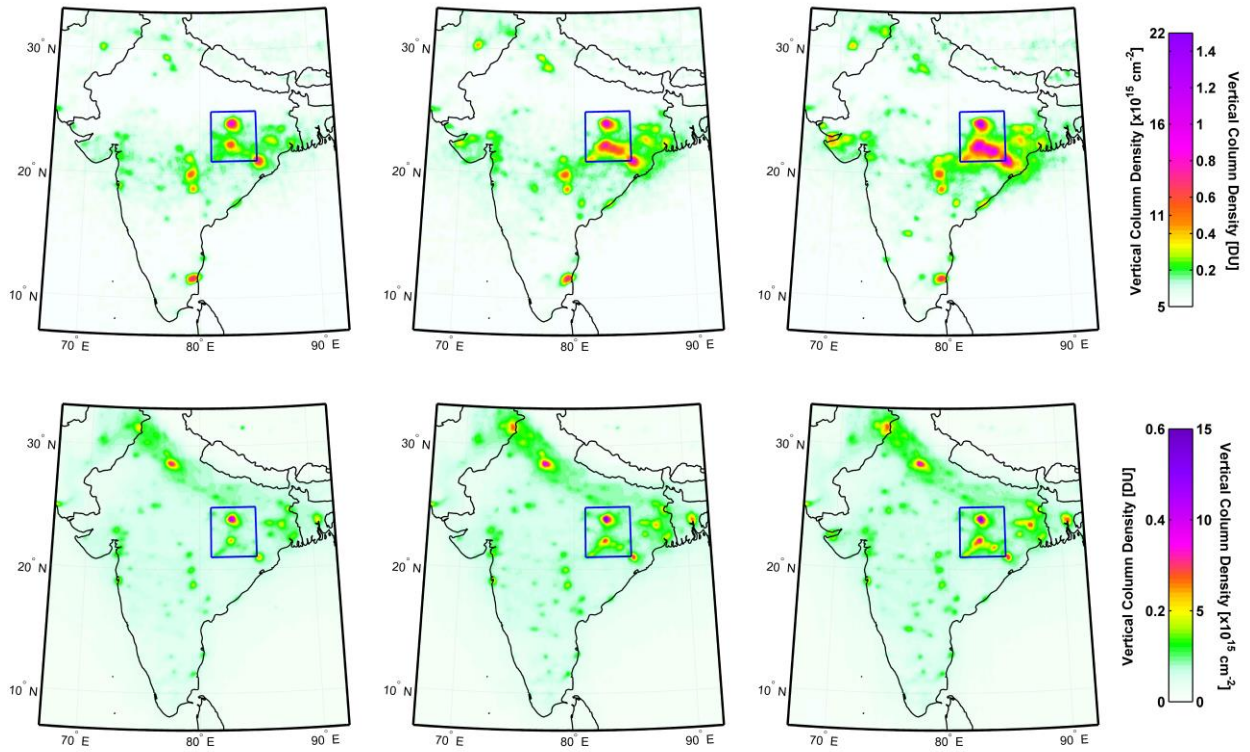 30° N
20° N
10° N
70° E
80° E
90° E
30° N
20° N
10° N
70° E
80° E
90° E
30° N
20° N
10° N
70° E
80° E
90° E
Vertical Column Density [x10¹⁵ cm⁻²]
22
16
11
5
1.4
1.2
1
0.8
0.6
0.4
0.2
Vertical Column Density [DU]
30° N
20° N
10° N
70° E
80° E
90° E
30° N
20° N
10° N
70° E
80° E
90° E
30° N
20° N
10° N
70° E
80° E
90° E
Vertical Column Density [DU]
0.6
0.4
0.2
0
15
10
5
0
Vertical Column Density [x10¹⁵ cm⁻²]